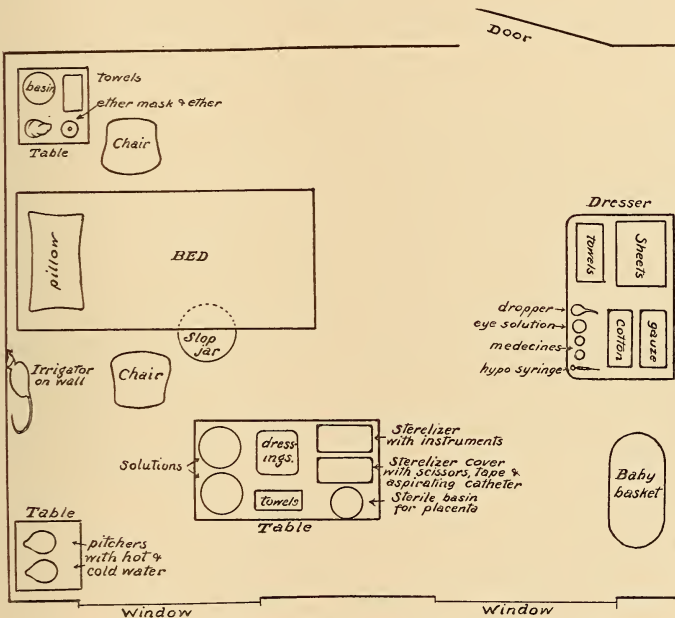 Door
basin
Towels
ether mask & ether
Table
Chair
pillow
BED
Slop
jar
Dresser
Towels
Sheets
dropper
eye solution
medecines
hypo syringe
Cotton
gauze
Irrigator
on wall
Chair
Solutions
dress-
ings.
towels
Sterelizer
with instruments
Sterelizer cover
with scissors, Tape &
aspirating catheter
Sterile basin
for placenta
Table
Baby
basket
Table
pitchers
with hot &
cold water
Window
Window